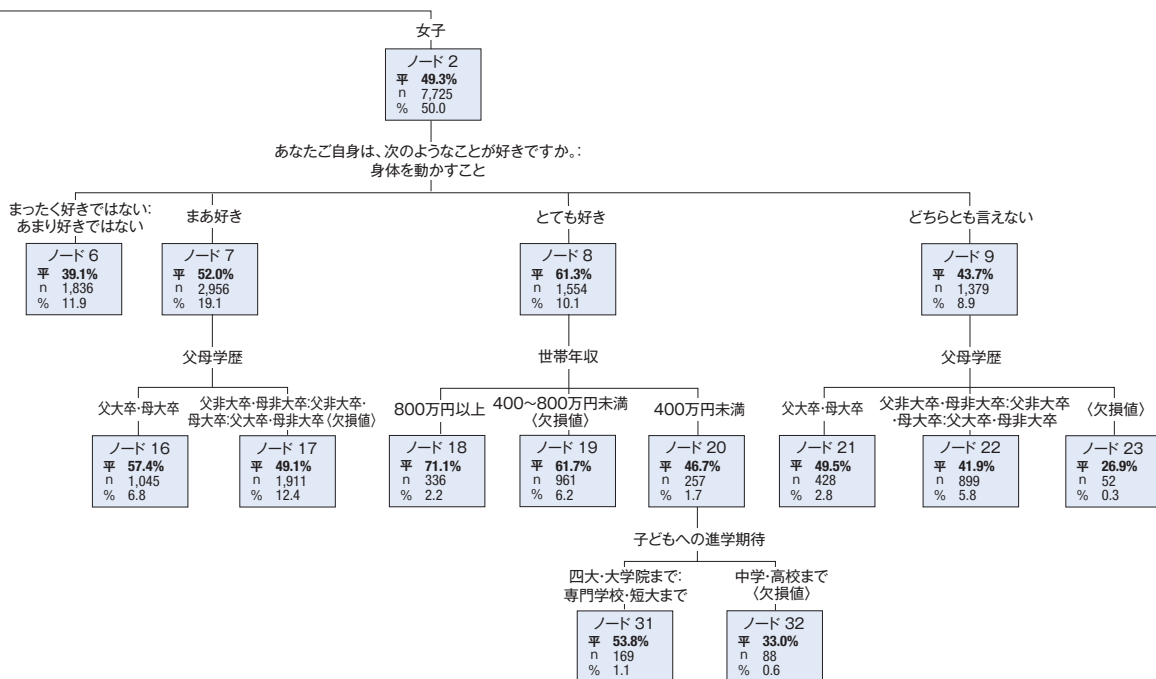 女子
ノード 2
平 49.3%
n 7,725
% 50.0
あなたご自身は、次のようなことが好きですか。:
身体を動かすこと
まったく好きではない:
あまり好きではない
ノード 6
平 39.1%
n 1,836
% 11.9
まあ好き
ノード 7
平 52.0%
n 2,956
% 19.1
とても好き
ノード 8
平 61.3%
n 1,554
% 10.1
どちらとも言えない
ノード 9
平 43.7%
n 1,379
% 8.9
父母学歴
世帯年収
父母学歴
父大卒・母大卒
ノード 16
平 57.4%
n 1,045
% 6.8
父非大卒・母非大卒:父非大卒・
母大卒:父大卒・母非大卒〈欠損値〉
ノード 17
平 49.1%
n 1,911
% 12.4
800万円以上
ノード 18
平 71.1%
n 336
% 2.2
400〜800万円未満
〈欠損値〉
ノード 19
平 61.7%
n 961
% 6.2
400万円未満
ノード 20
平 46.7%
n 257
% 1.7
父大卒・母大卒
ノード 21
平 49.5%
n 428
% 2.8
父非大卒・母非大卒:父非大卒
・母大卒:父大卒・母非大卒
ノード 22
平 41.9%
n 899
% 5.8
〈欠損値〉
ノード 23
平 26.9%
n 52
% 0.3
子どもへの進学期待
四大・大学院まで:
専門学校・短大まで
ノード 31
平 53.8%
n 169
% 1.1
中学・高校まで
〈欠損値〉
ノード 32
平 33.0%
n 88
% 0.6